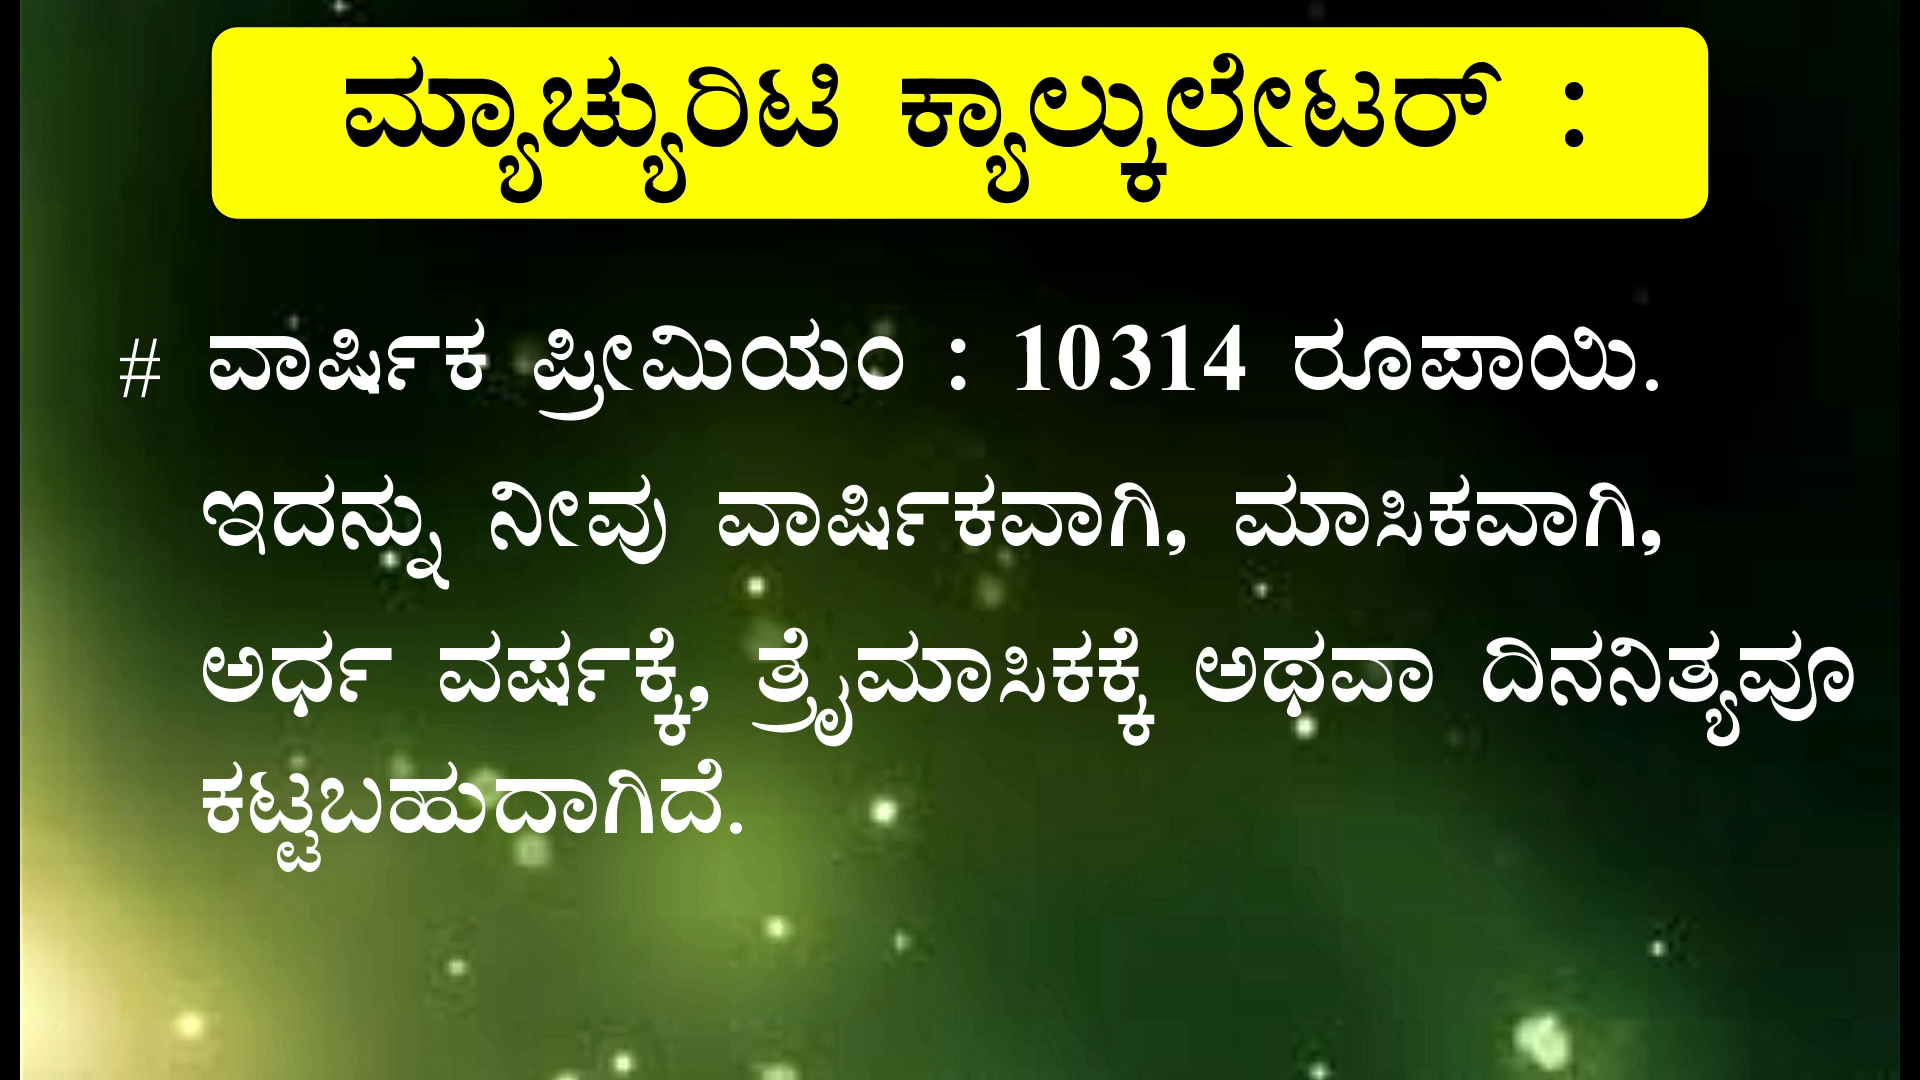 ಮ್ಯಾಚ್ಯುರಿಟಿ ಕ್ಯಾಲ್ಕುಲೇಟರ್ :
# ವಾರ್ಷಿಕ ಪ್ರೀಮಿಯಂ : 10314 ರೂಪಾಯಿ.
ಇದನ್ನು ನೀವು ವಾರ್ಷಿಕವಾಗಿ, ಮಾಸಿಕವಾಗಿ,
ಅರ್ಧ ವರ್ಷಕ್ಕೆ, ತ್ರೈಮಾಸಿಕಕ್ಕೆ ಅಥವಾ ದಿನನಿತ್ಯವೂ
ಕಟ್ಟಬಹುದಾಗಿದೆ.